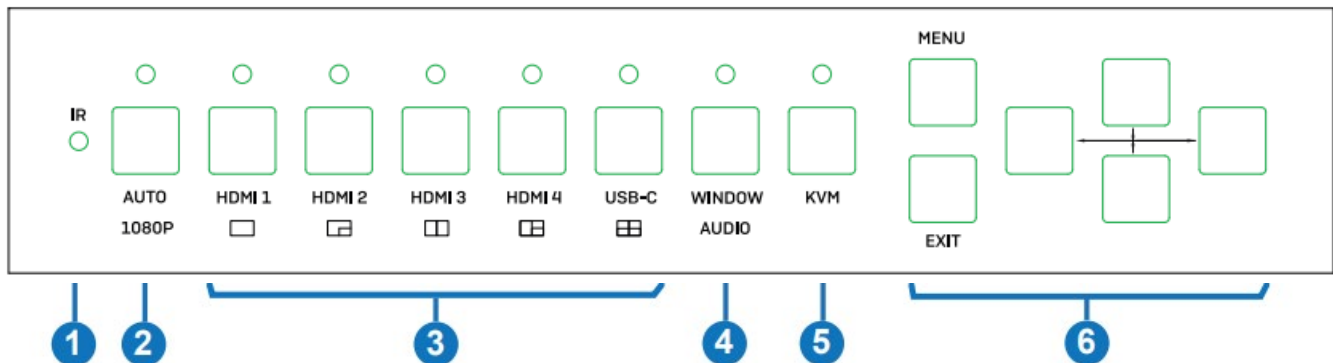 MENU
IR
AUTO HDMI 1 HDMI 2 HDMI 3 HDMI 4 USB-C WINDOW KVM
1080P AUDIO
EXIT
1 2 3 4 5 6